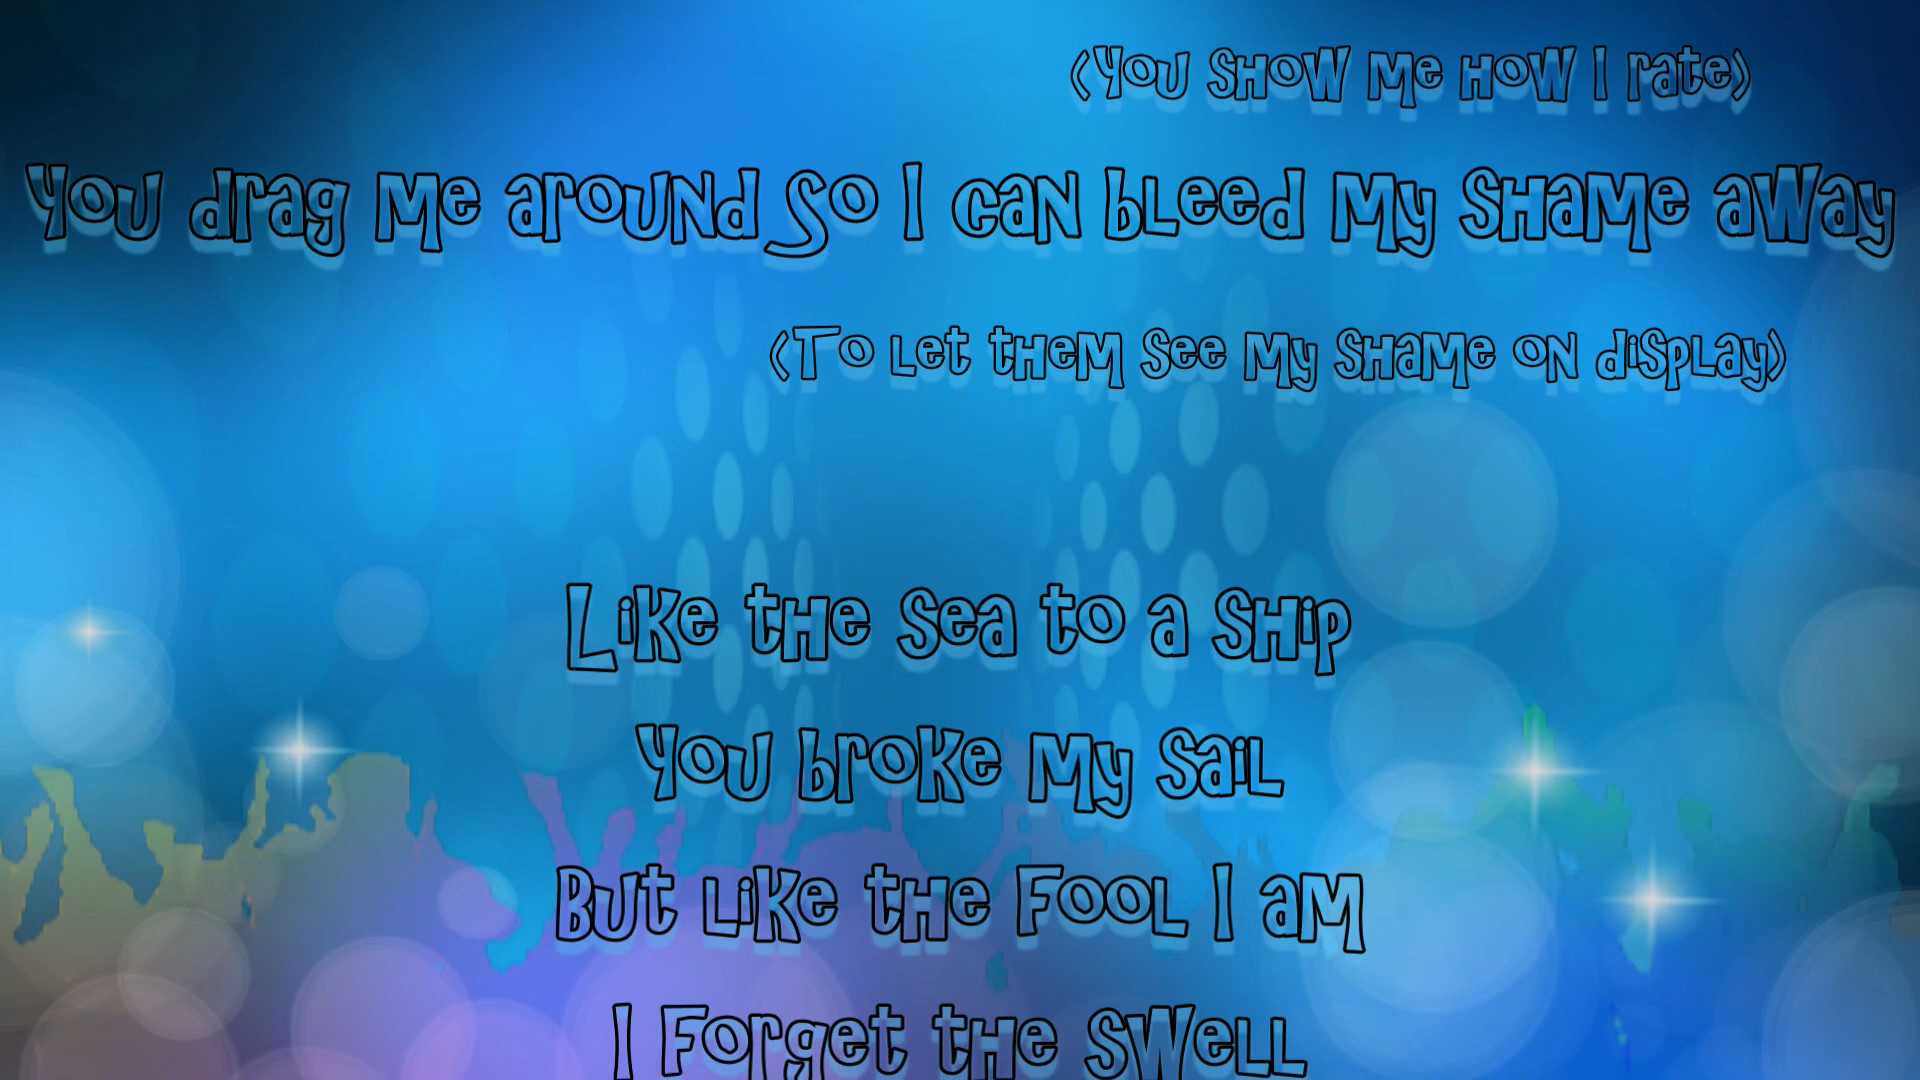 (You show me how I rate)
You drag me around so I can bleed my shame away
(To let them see my shame on display)
Like the sea to a ship
You broke my sail
But like the fool I am
I forget the swell